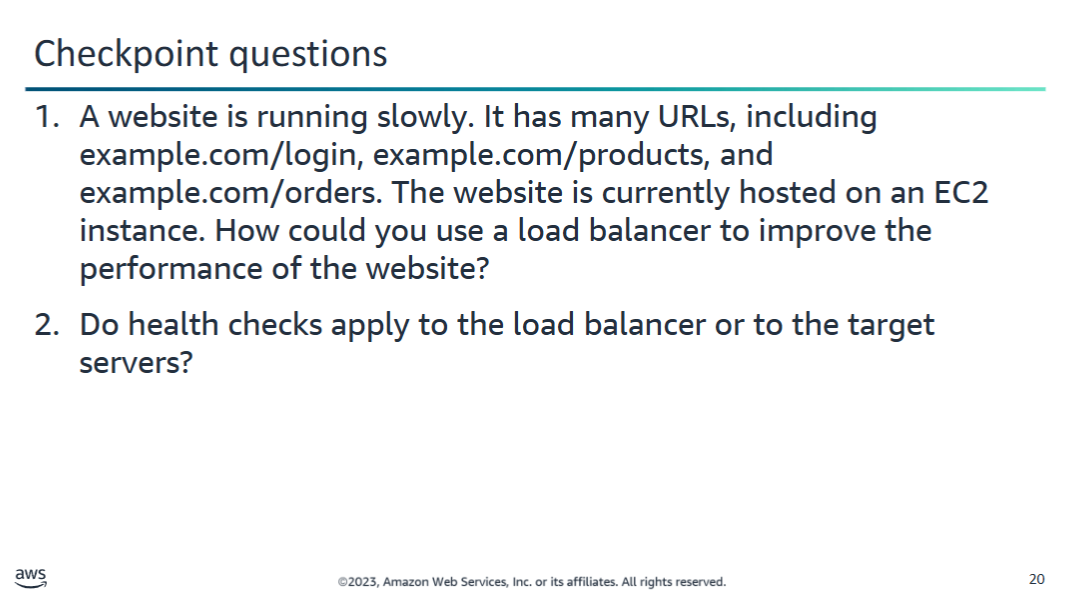 Checkpoint questions
1. A website is running slowly. It has many URLs, including
example.com/login, example.com/products, and
example.com/orders. The website is currently hosted on an EC2
instance. How could you use a load balancer to improve the
performance of the website?
2. Do health checks apply to the load balancer or to the target
servers?
aws
©2023, Amazon Web Services, Inc. or its affiliates. All rights reserved.
20